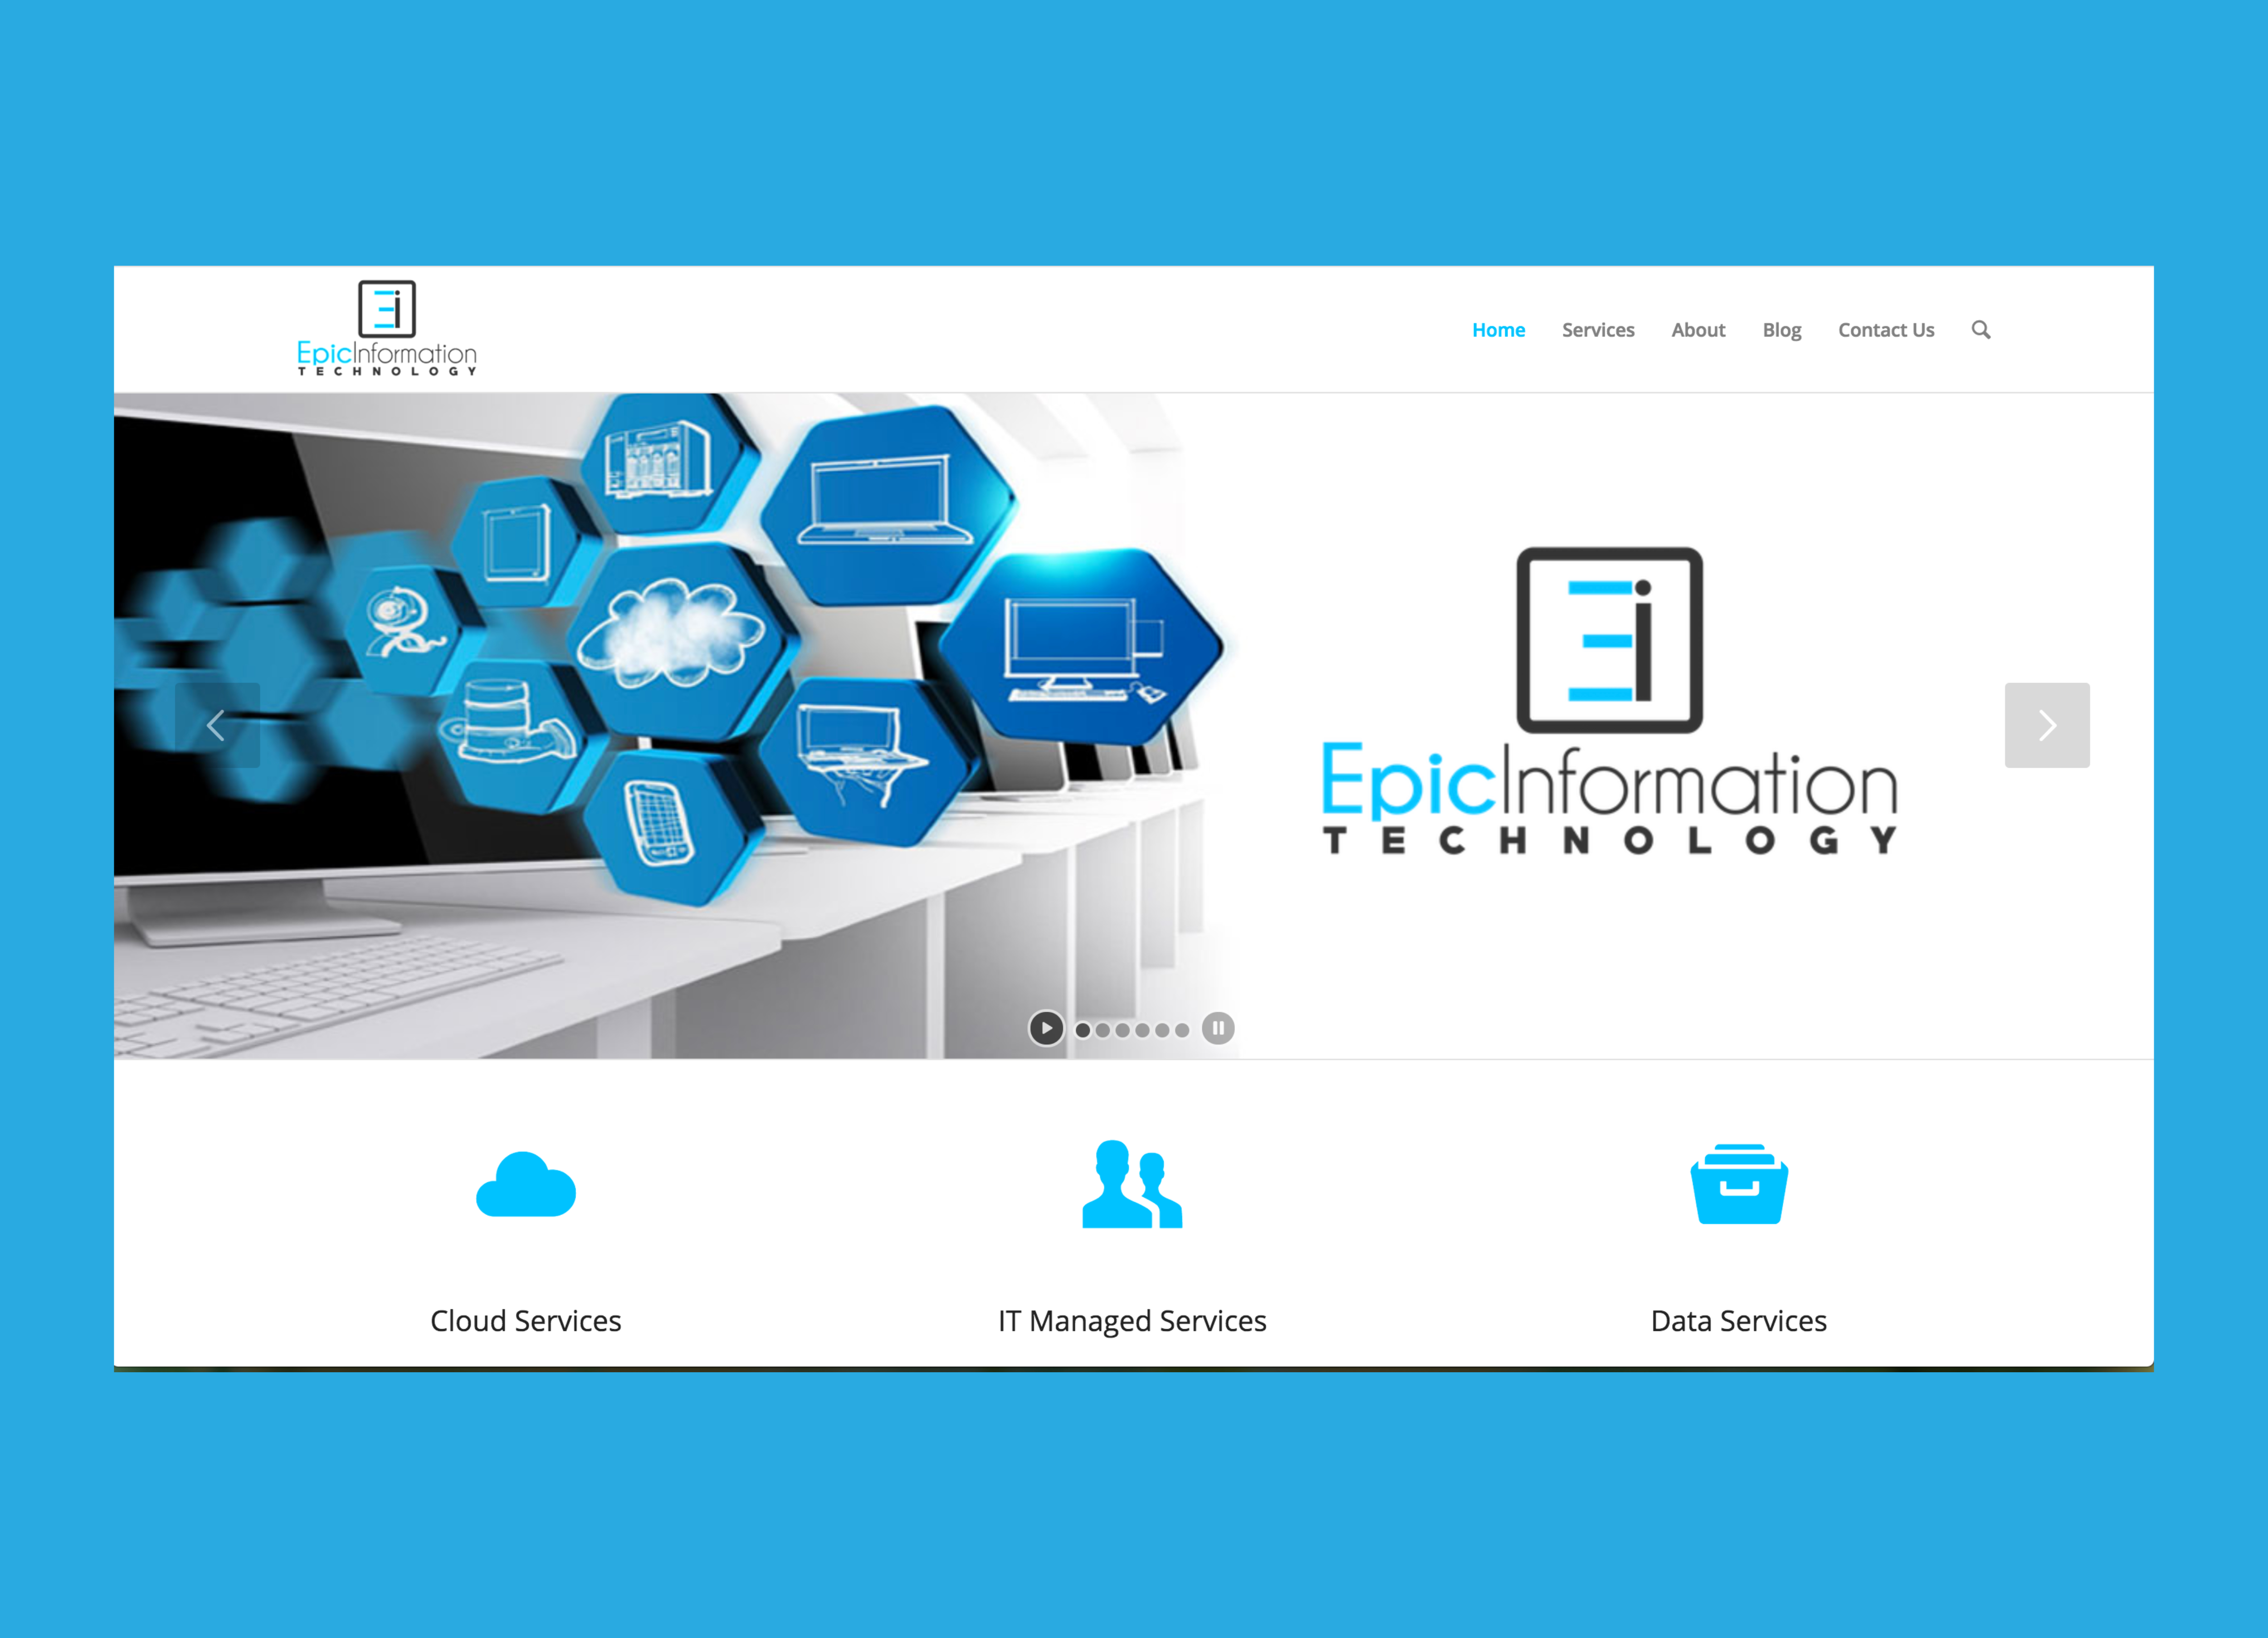 EpicInformation
TECHNOLOGY
Home Services About Blog Contact Us
EpicInformation
TECHNOLOGY
Cloud Services IT Managed Services Data Services